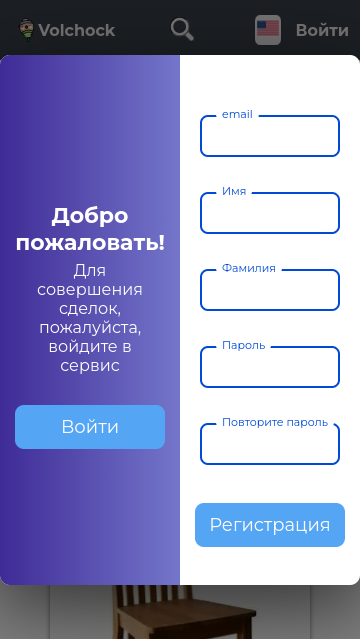 Volchock
Войти
Добро
пожаловать!
Для
совершения
сделок,
пожалуйста,
войдите в
сервис
Войти
email
Имя
Фамилия
Пароль
Повторите пароль
Регистрация